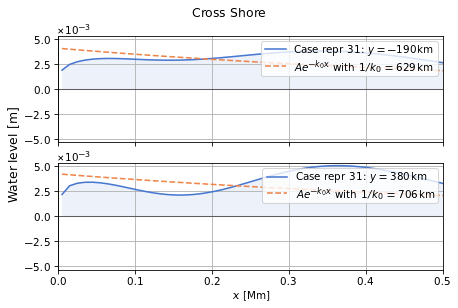 Cross Shore
×10⁻³
5.0
2.5
0.0
−2.5
−5.0
Case repr 31: y = −190 km
Ae^{−k₀x} with 1/k₀ = 629 km
Water level [m]
×10⁻³
5.0
2.5
0.0
−2.5
−5.0
Case repr 31: y = 380 km
Ae^{−k₀x} with 1/k₀ = 706 km
0.0 0.1 0.2 0.3 0.4 0.5
x [Mm]